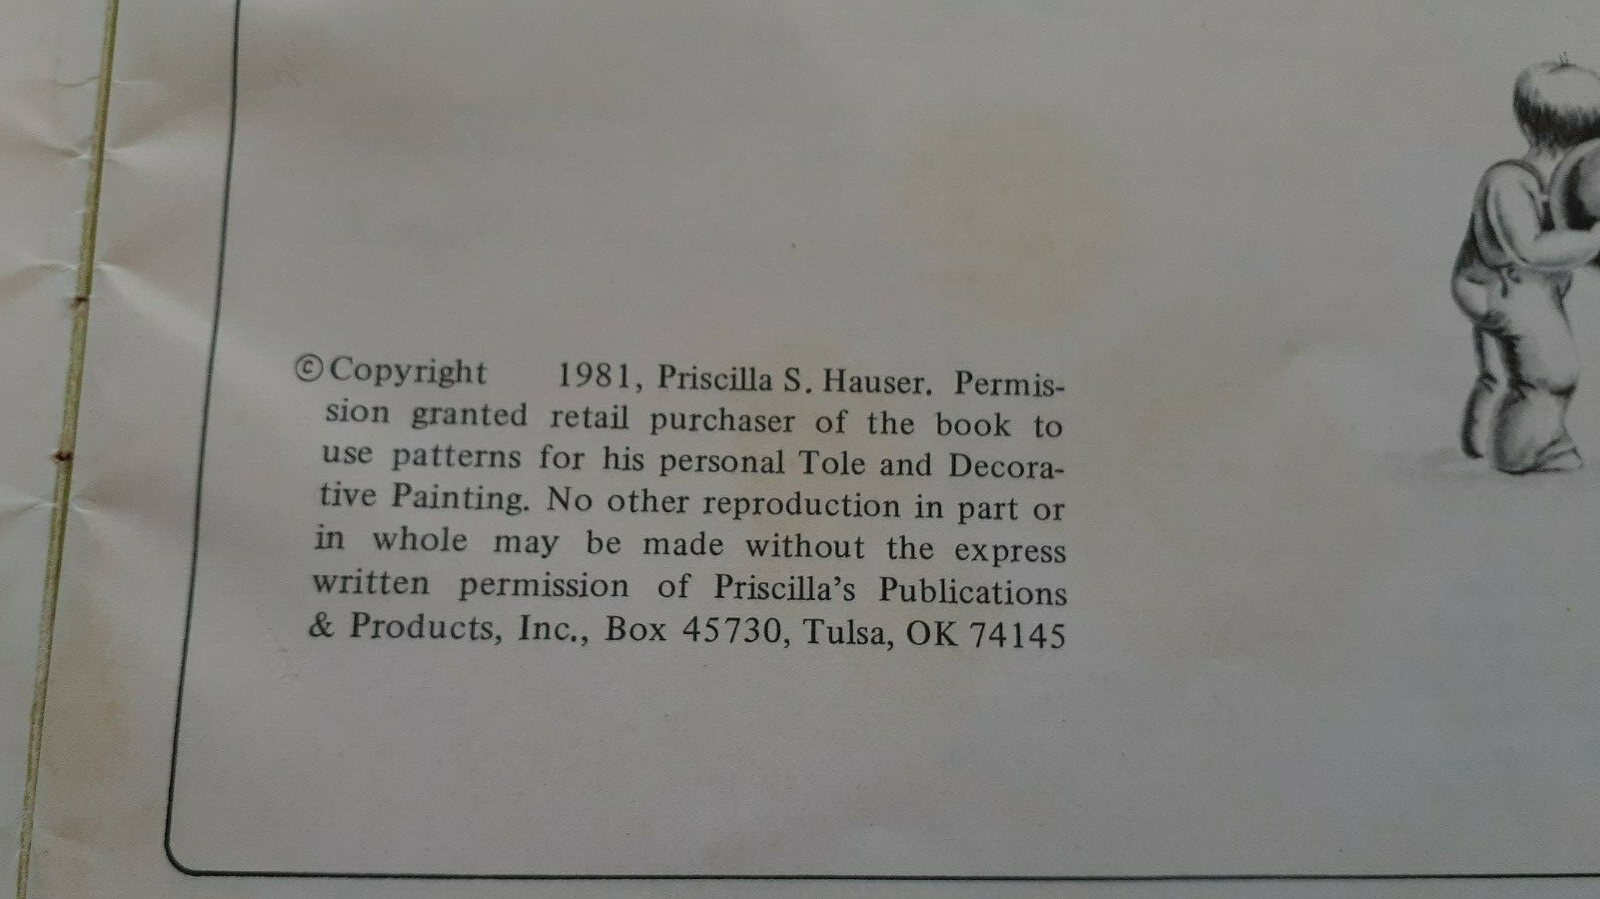 ©Copyright 1981, Priscilla S. Hauser. Permis-
sion granted retail purchaser of the book to
use patterns for his personal Tole and Decora-
tive Painting. No other reproduction in part or
in whole may be made without the express
written permission of Priscilla's Publications
& Products, Inc., Box 45730, Tulsa, OK 74145